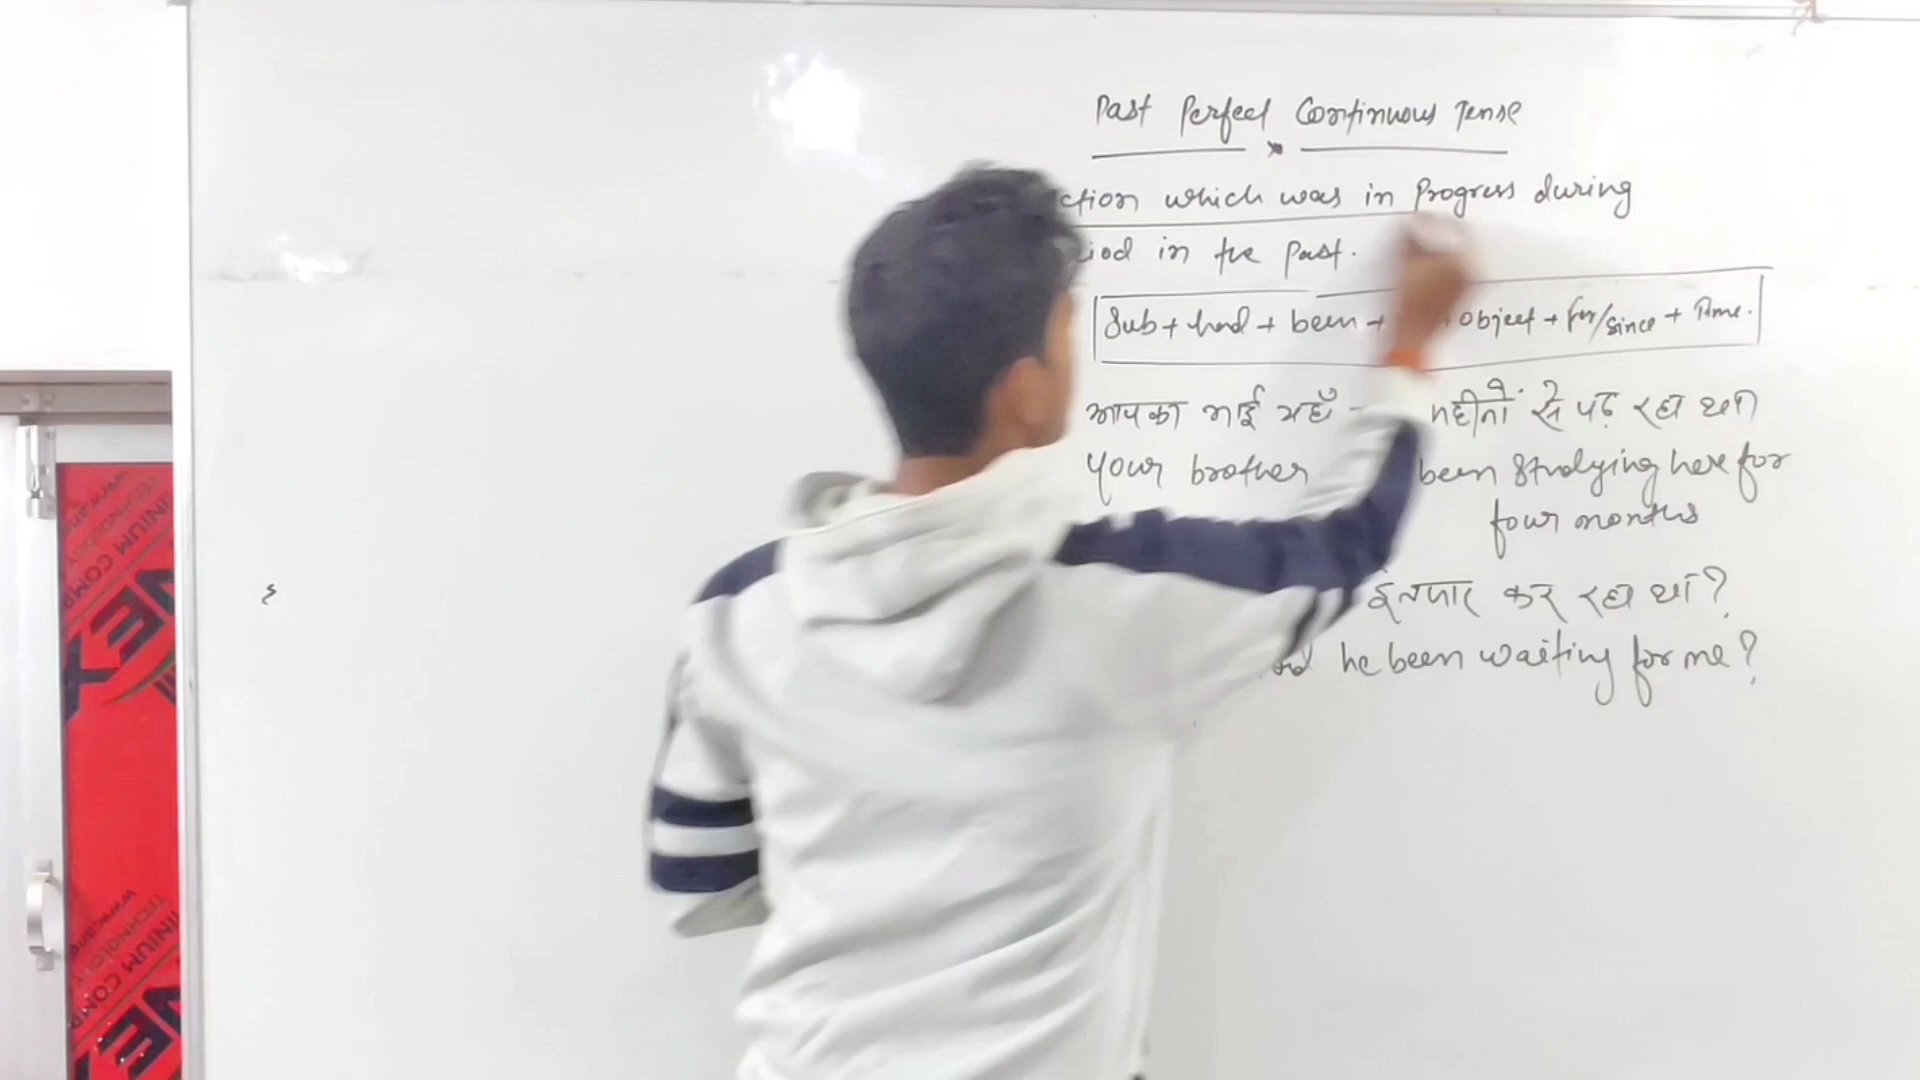 Past Perfect Continuous Tense
ction which was in Progress during
iod in the Past.
Sub + had + been + object + for/since + Time.
आपका भाई यहाँ महीनों से पढ़ रहा था।
Your brother been Studying here for
four months
इंतजार कर रहा था?
he been waiting for me?